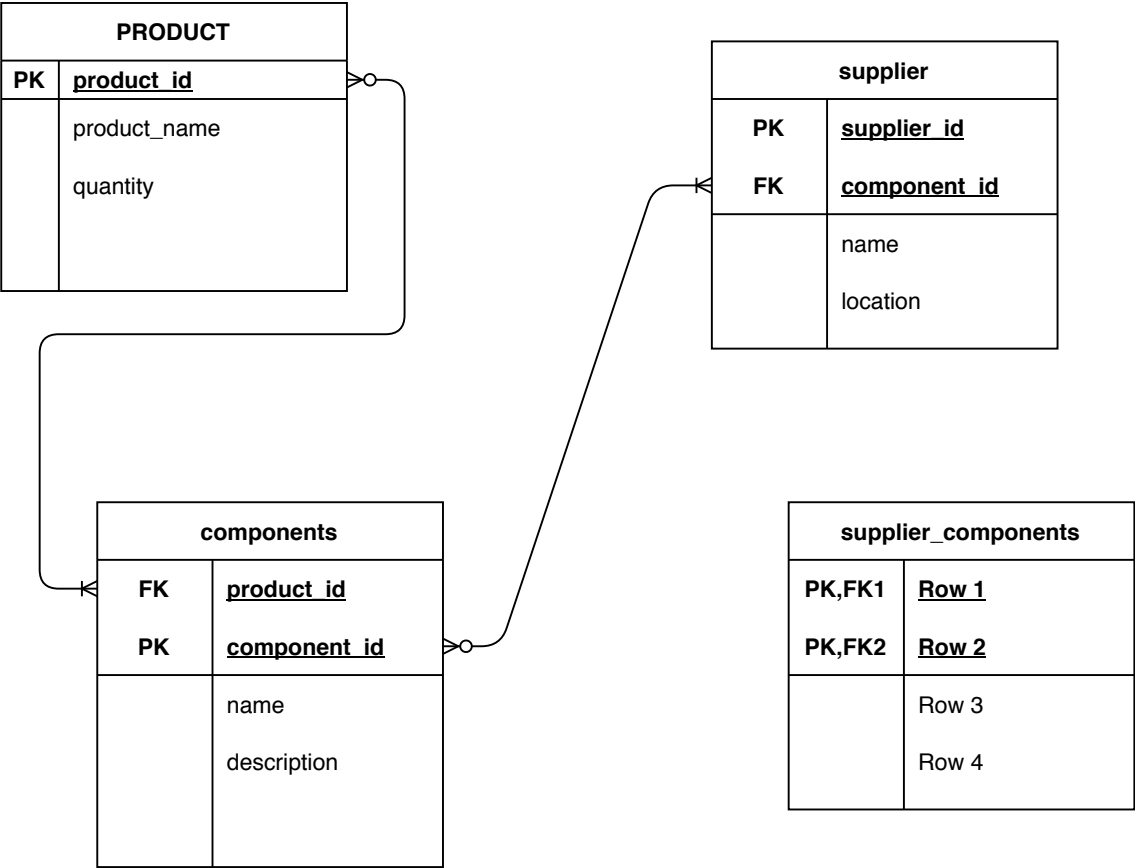 PRODUCT
PK product_id
product_name
quantity
supplier
PK supplier_id
FK component_id
name
location
components
FK product_id
PK component_id
name
description
supplier_components
PK,FK1 Row 1
PK,FK2 Row 2
Row 3
Row 4